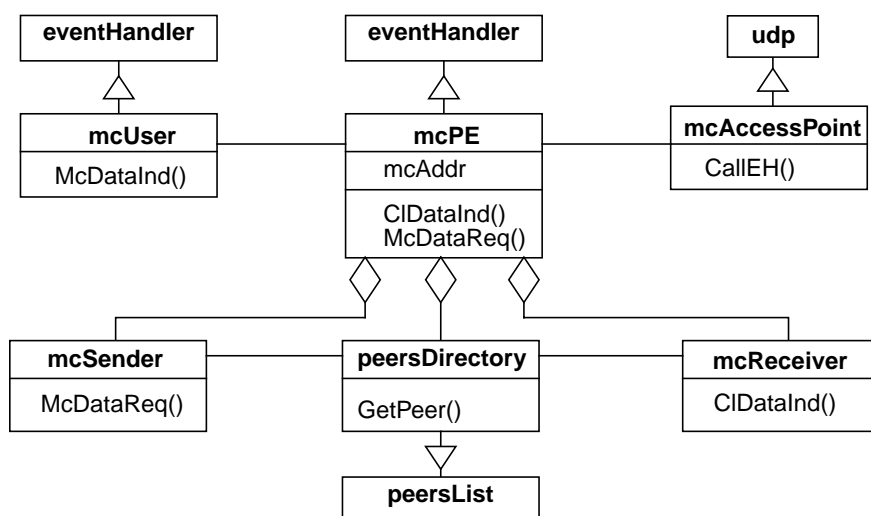 eventHandler
eventHandler
udp
mcUser
McDataInd()
mcPE
mcAddr
ClDataInd()
McDataReq()
mcAccessPoint
CallEH()
mcSender
McDataReq()
peersDirectory
GetPeer()
mcReceiver
ClDataInd()
peersList